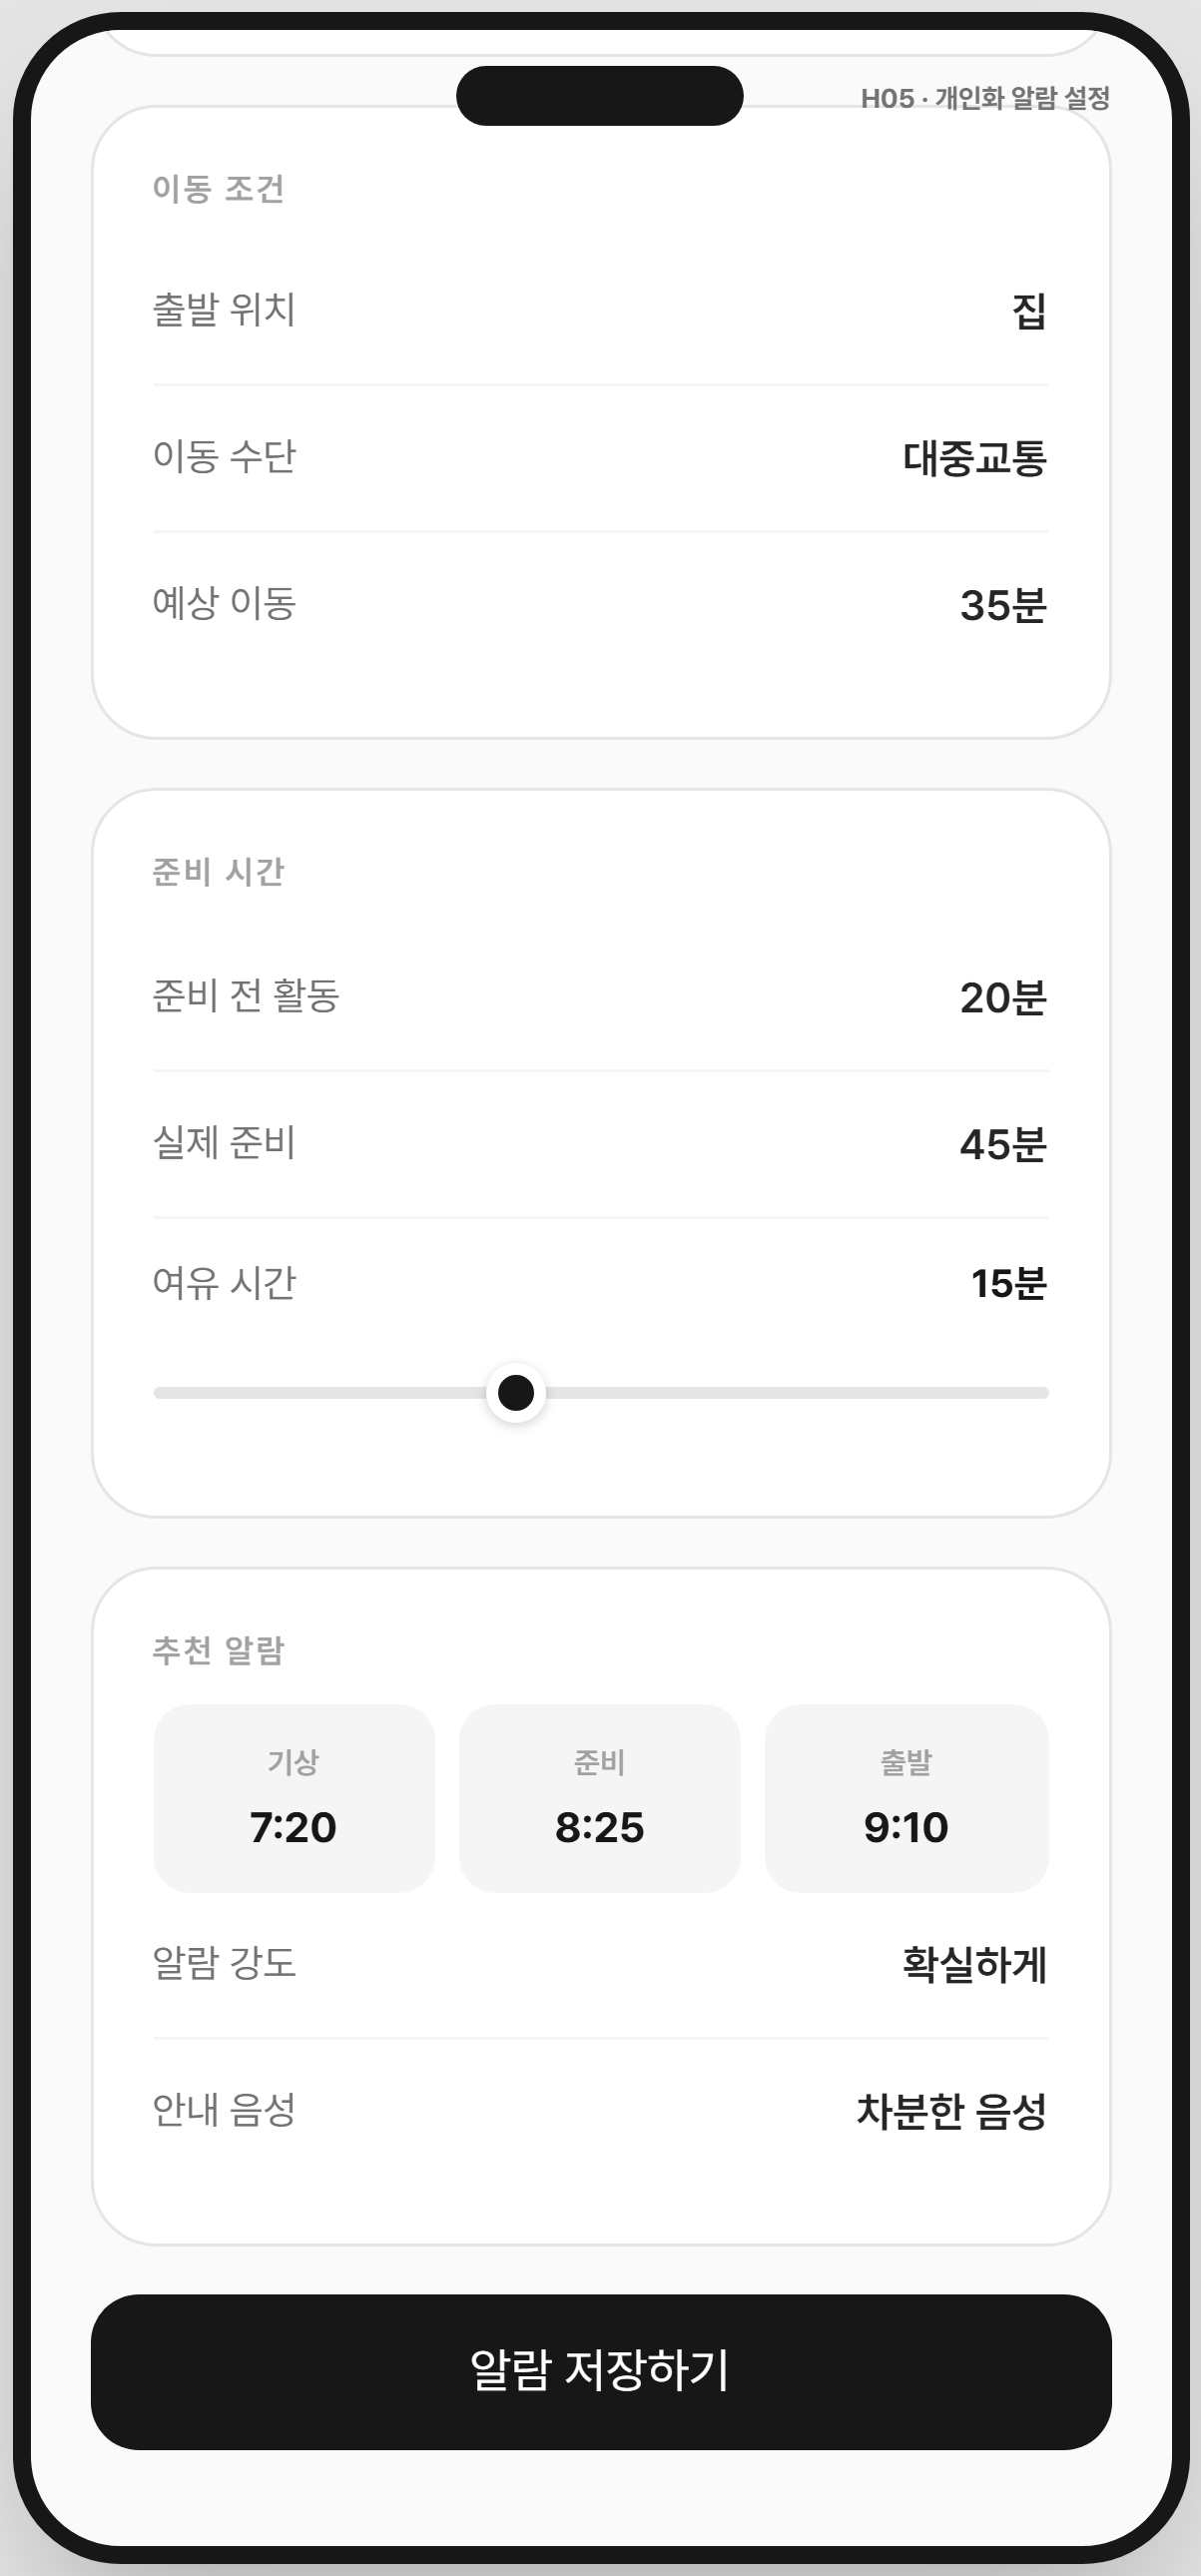 H05 · 개인화 알람 설정
이동 조건
출발 위치 집
이동 수단 대중교통
예상 이동 35분
준비 시간
준비 전 활동 20분
실제 준비 45분
여유 시간 15분
추천 알람
기상 준비 출발
7:20 8:25 9:10
알람 강도 확실하게
안내 음성 차분한 음성
알람 저장하기